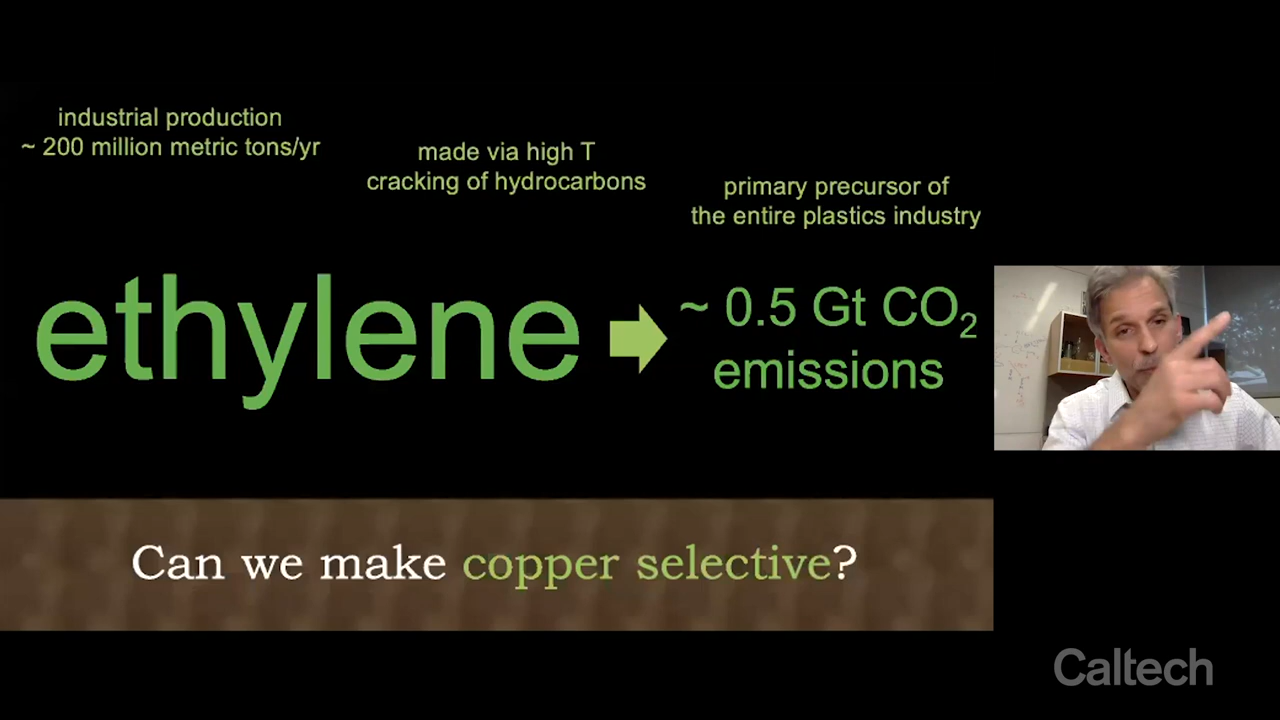 industrial production
~ 200 million metric tons/yr
made via high T
cracking of hydrocarbons
primary precursor of
the entire plastics industry
ethylene
~ 0.5 Gt CO₂
emissions
Can we make copper selective?
Caltech